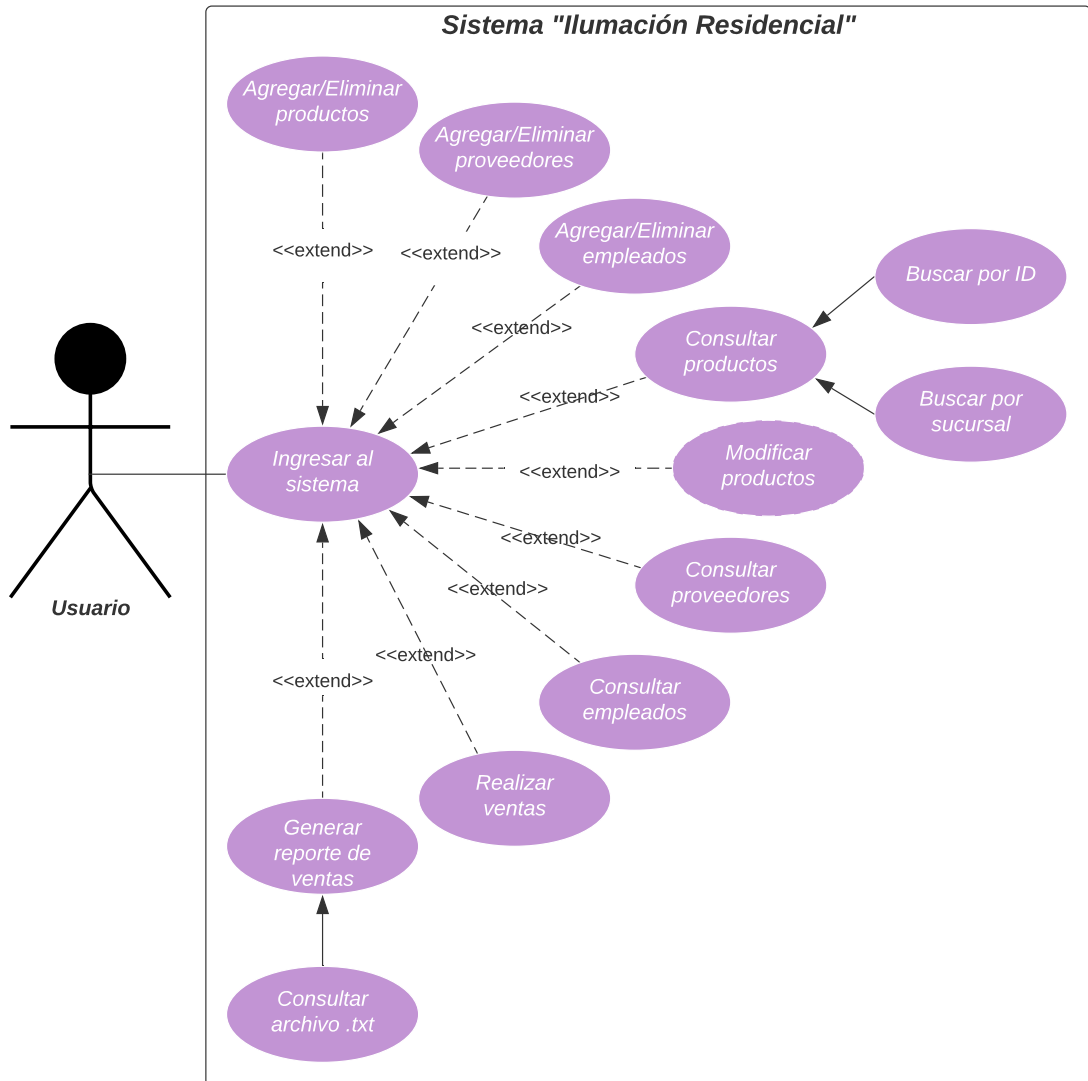 Sistema "Ilumación Residencial"
Agregar/Eliminar
productos
Agregar/Eliminar
proveedores
Agregar/Eliminar
empleados
<<extend>>
<<extend>>
<<extend>>
Buscar por ID
Consultar
productos
<<extend>>
Buscar por
sucursal
Ingresar al
sistema
<<extend>>
Modificar
productos
<<extend>>
Consultar
proveedores
Usuario
<<extend>>
Consultar
empleados
<<extend>>
<<extend>>
Realizar
ventas
Generar
reporte de
ventas
Consultar
archivo .txt